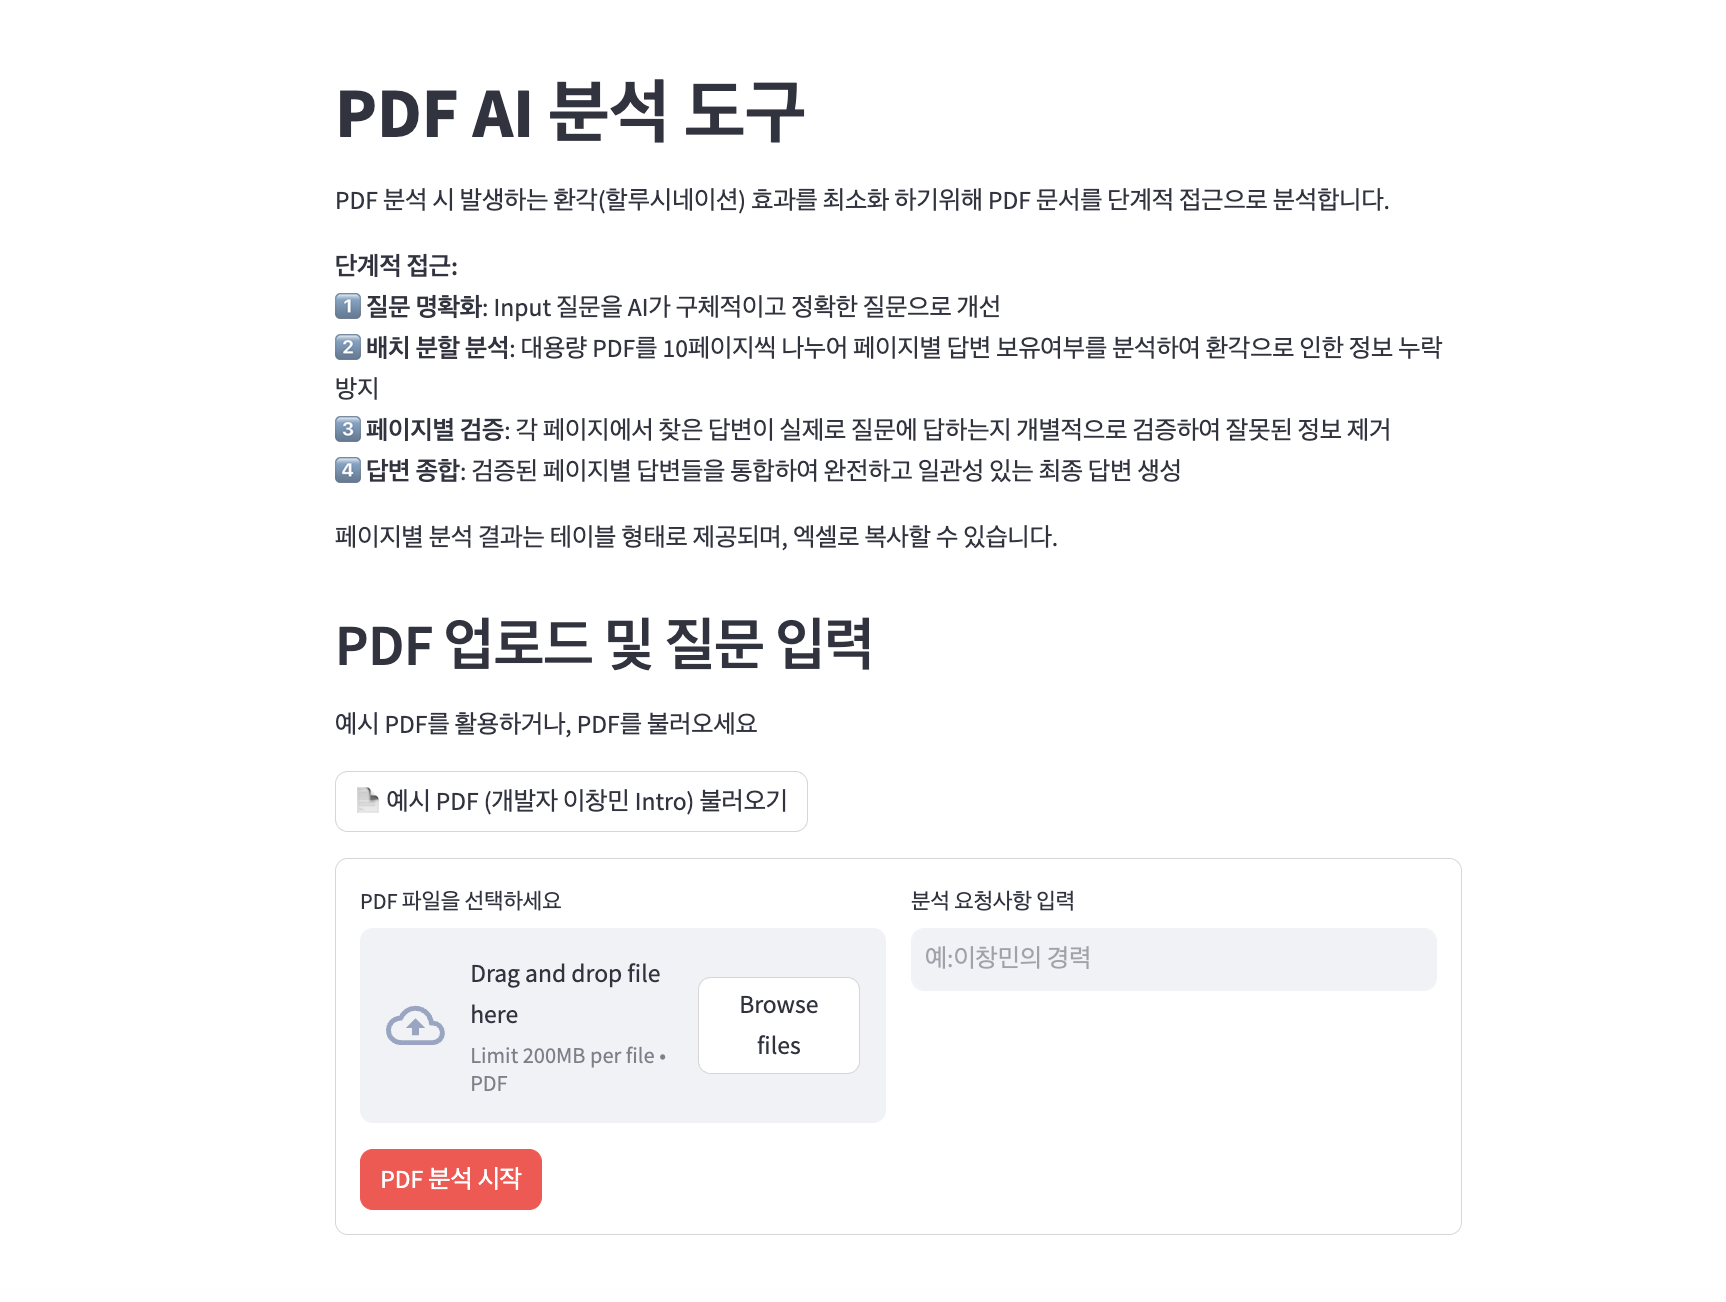 PDF AI 분석 도구
PDF 분석 시 발생하는 환각(할루시네이션) 효과를 최소화 하기위해 PDF 문서를 단계적 접근으로 분석합니다.
단계적 접근:
1️⃣ 질문 명확화: Input 질문을 AI가 구체적이고 정확한 질문으로 개선
2️⃣ 배치 분할 분석: 대용량 PDF를 10페이지씩 나누어 페이지별 답변 보유여부를 분석하여 환각으로 인한 정보 누락
방지
3️⃣ 페이지별 검증: 각 페이지에서 찾은 답변이 실제로 질문에 답하는지 개별적으로 검증하여 잘못된 정보 제거
4️⃣ 답변 종합: 검증된 페이지별 답변들을 통합하여 완전하고 일관성 있는 최종 답변 생성
페이지별 분석 결과는 테이블 형태로 제공되며, 엑셀로 복사할 수 있습니다.
PDF 업로드 및 질문 입력
예시 PDF를 활용하거나, PDF를 불러오세요
예시 PDF (개발자 이창민 Intro) 불러오기
PDF 파일을 선택하세요
Drag and drop file
here
Limit 200MB per file •
PDF
Browse
files
분석 요청사항 입력
예:이창민의 경력
PDF 분석 시작